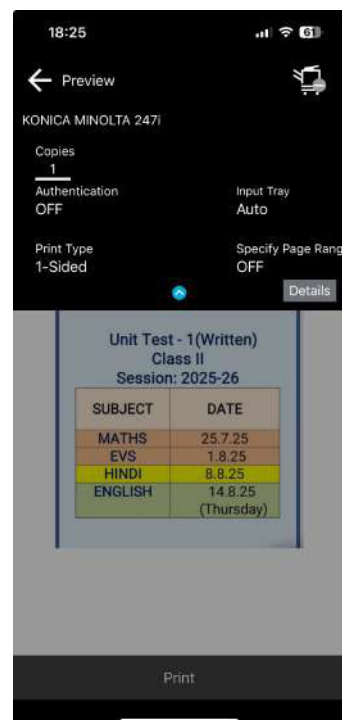 18:25
61
Preview
KONICA MINOLTA 247i
Copies
1
Authentication
OFF
Input Tray
Auto
Print Type
1-Sided
Specify Page Rang
OFF
Details
Unit Test - 1(Written)
Class II
Session: 2025-26
SUBJECT DATE
MATHS 25.7.25
EVS 1.8.25
HINDI 8.8.25
ENGLISH 14.8.25
(Thursday)
Print